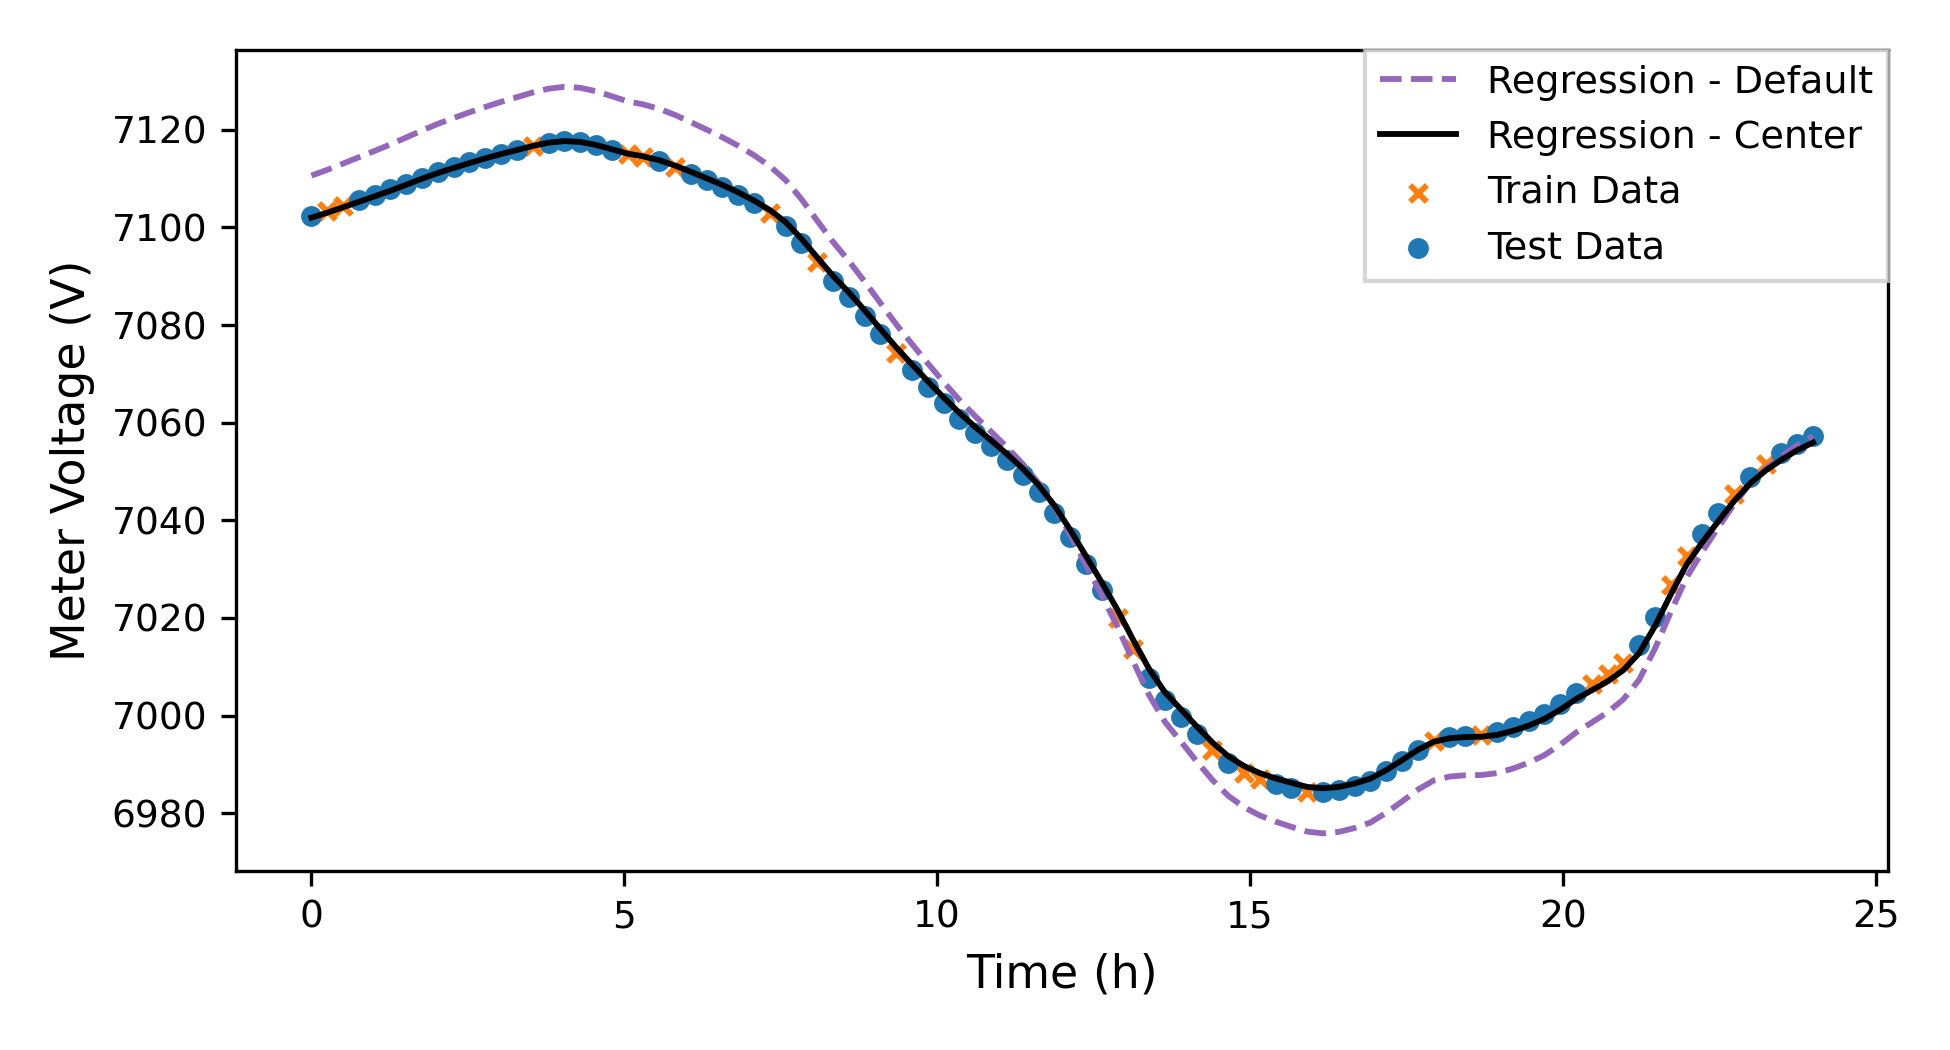 Regression - Default
Regression - Center
Train Data
Test Data
Meter Voltage (V)
7120
7100
7080
7060
7040
7020
7000
6980
0 5 10 15 20 25
Time (h)